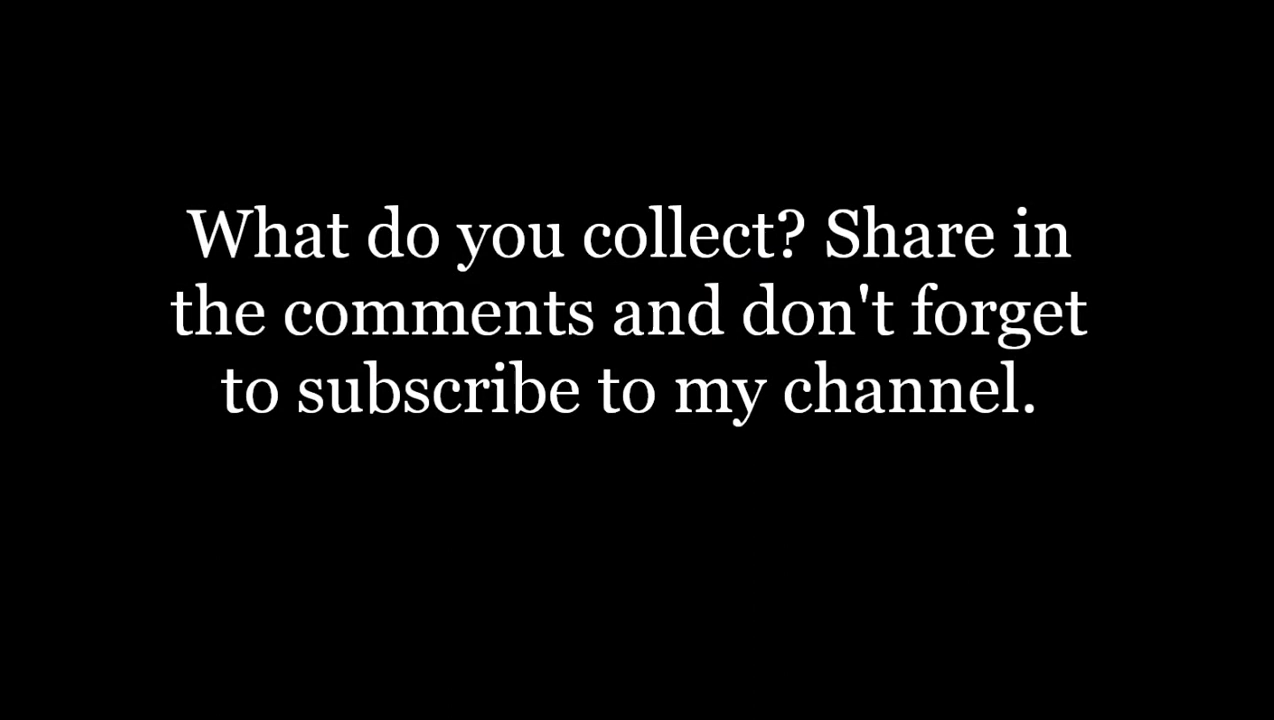 What do you collect? Share in
the comments and don't forget
to subscribe to my channel.